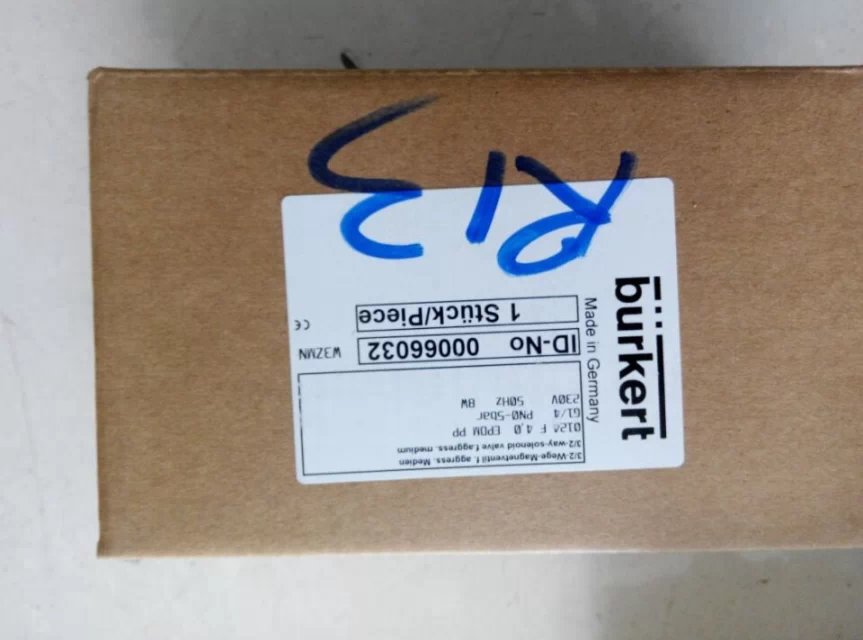 3/2-Wege-Magnetventil f. aggress. Medien
3/2-way-solenoid valve f.aggress. medium
0124 F 4,0 EPDM PP
G1/4 PN0-5bar
230V 50HZ 8W
ID-No 00066032
W3ZMN
1 Stück/Piece
CE
Made in Germany
bürkert
R13